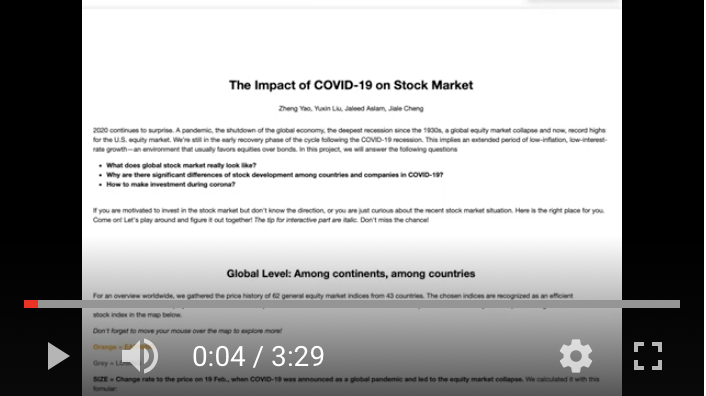 The Impact of COVID-19 on Stock Market
Zheng Yao, Yuxin Liu, Jaleed Aslam, Jiale Cheng
2020 continues to surprise. A pandemic, the shutdown of the global economy, the deepest recession since the 1930s, a global equity market collapse and now, record highs
for the U.S. equity market. We're still in the early recovery phase of the cycle following the COVID-19 recession. This implies an extended period of low-inflation, low-interest-
rate growth—an environment that usually favors equities over bonds. In this project, we will answer the following questions
• What does global stock market really look like?
• Why are there significant differences of stock development among countries and companies in COVID-19?
• How to make investment during corona?
If you are motivated to invest in the stock market but don't know the direction, or you are just curious about the recent stock market situation. Here is the right place for you.
Come on! Let's play around and figure it out together! The tip for interactive part are italic. Don't miss the chance!
Global Level: Among continents, among countries
For an overview worldwide, we gathered the price history of 62 general equity market indices from 43 countries. The chosen indices are recognized as an efficient
stock index in the map below.
Don't forget to move your mouse over the map to explore more!
Orange =
Grey =
SIZE = Change rate to the price on 19 Feb., when COVID-19 was announced as a global pandemic and led to the equity market collapse. We calculated it with this
formular:
0:04 / 3:29